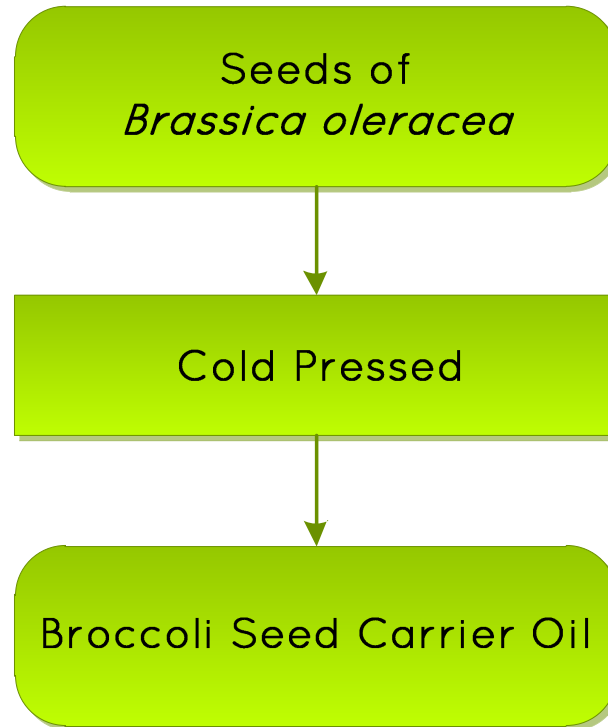 Seeds of
Brassica oleracea
Cold Pressed
Broccoli Seed Carrier Oil